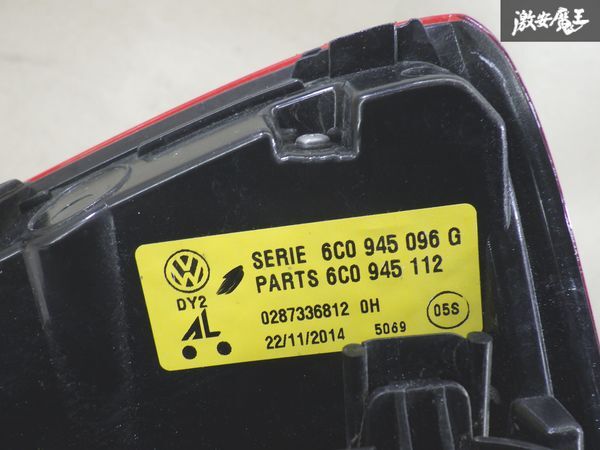 激安魔王
SERIE 6C0 945 096 G
PARTS 6C0 945 112
DY2
AL
0287336812 0H
22/11/2014 5069
05S